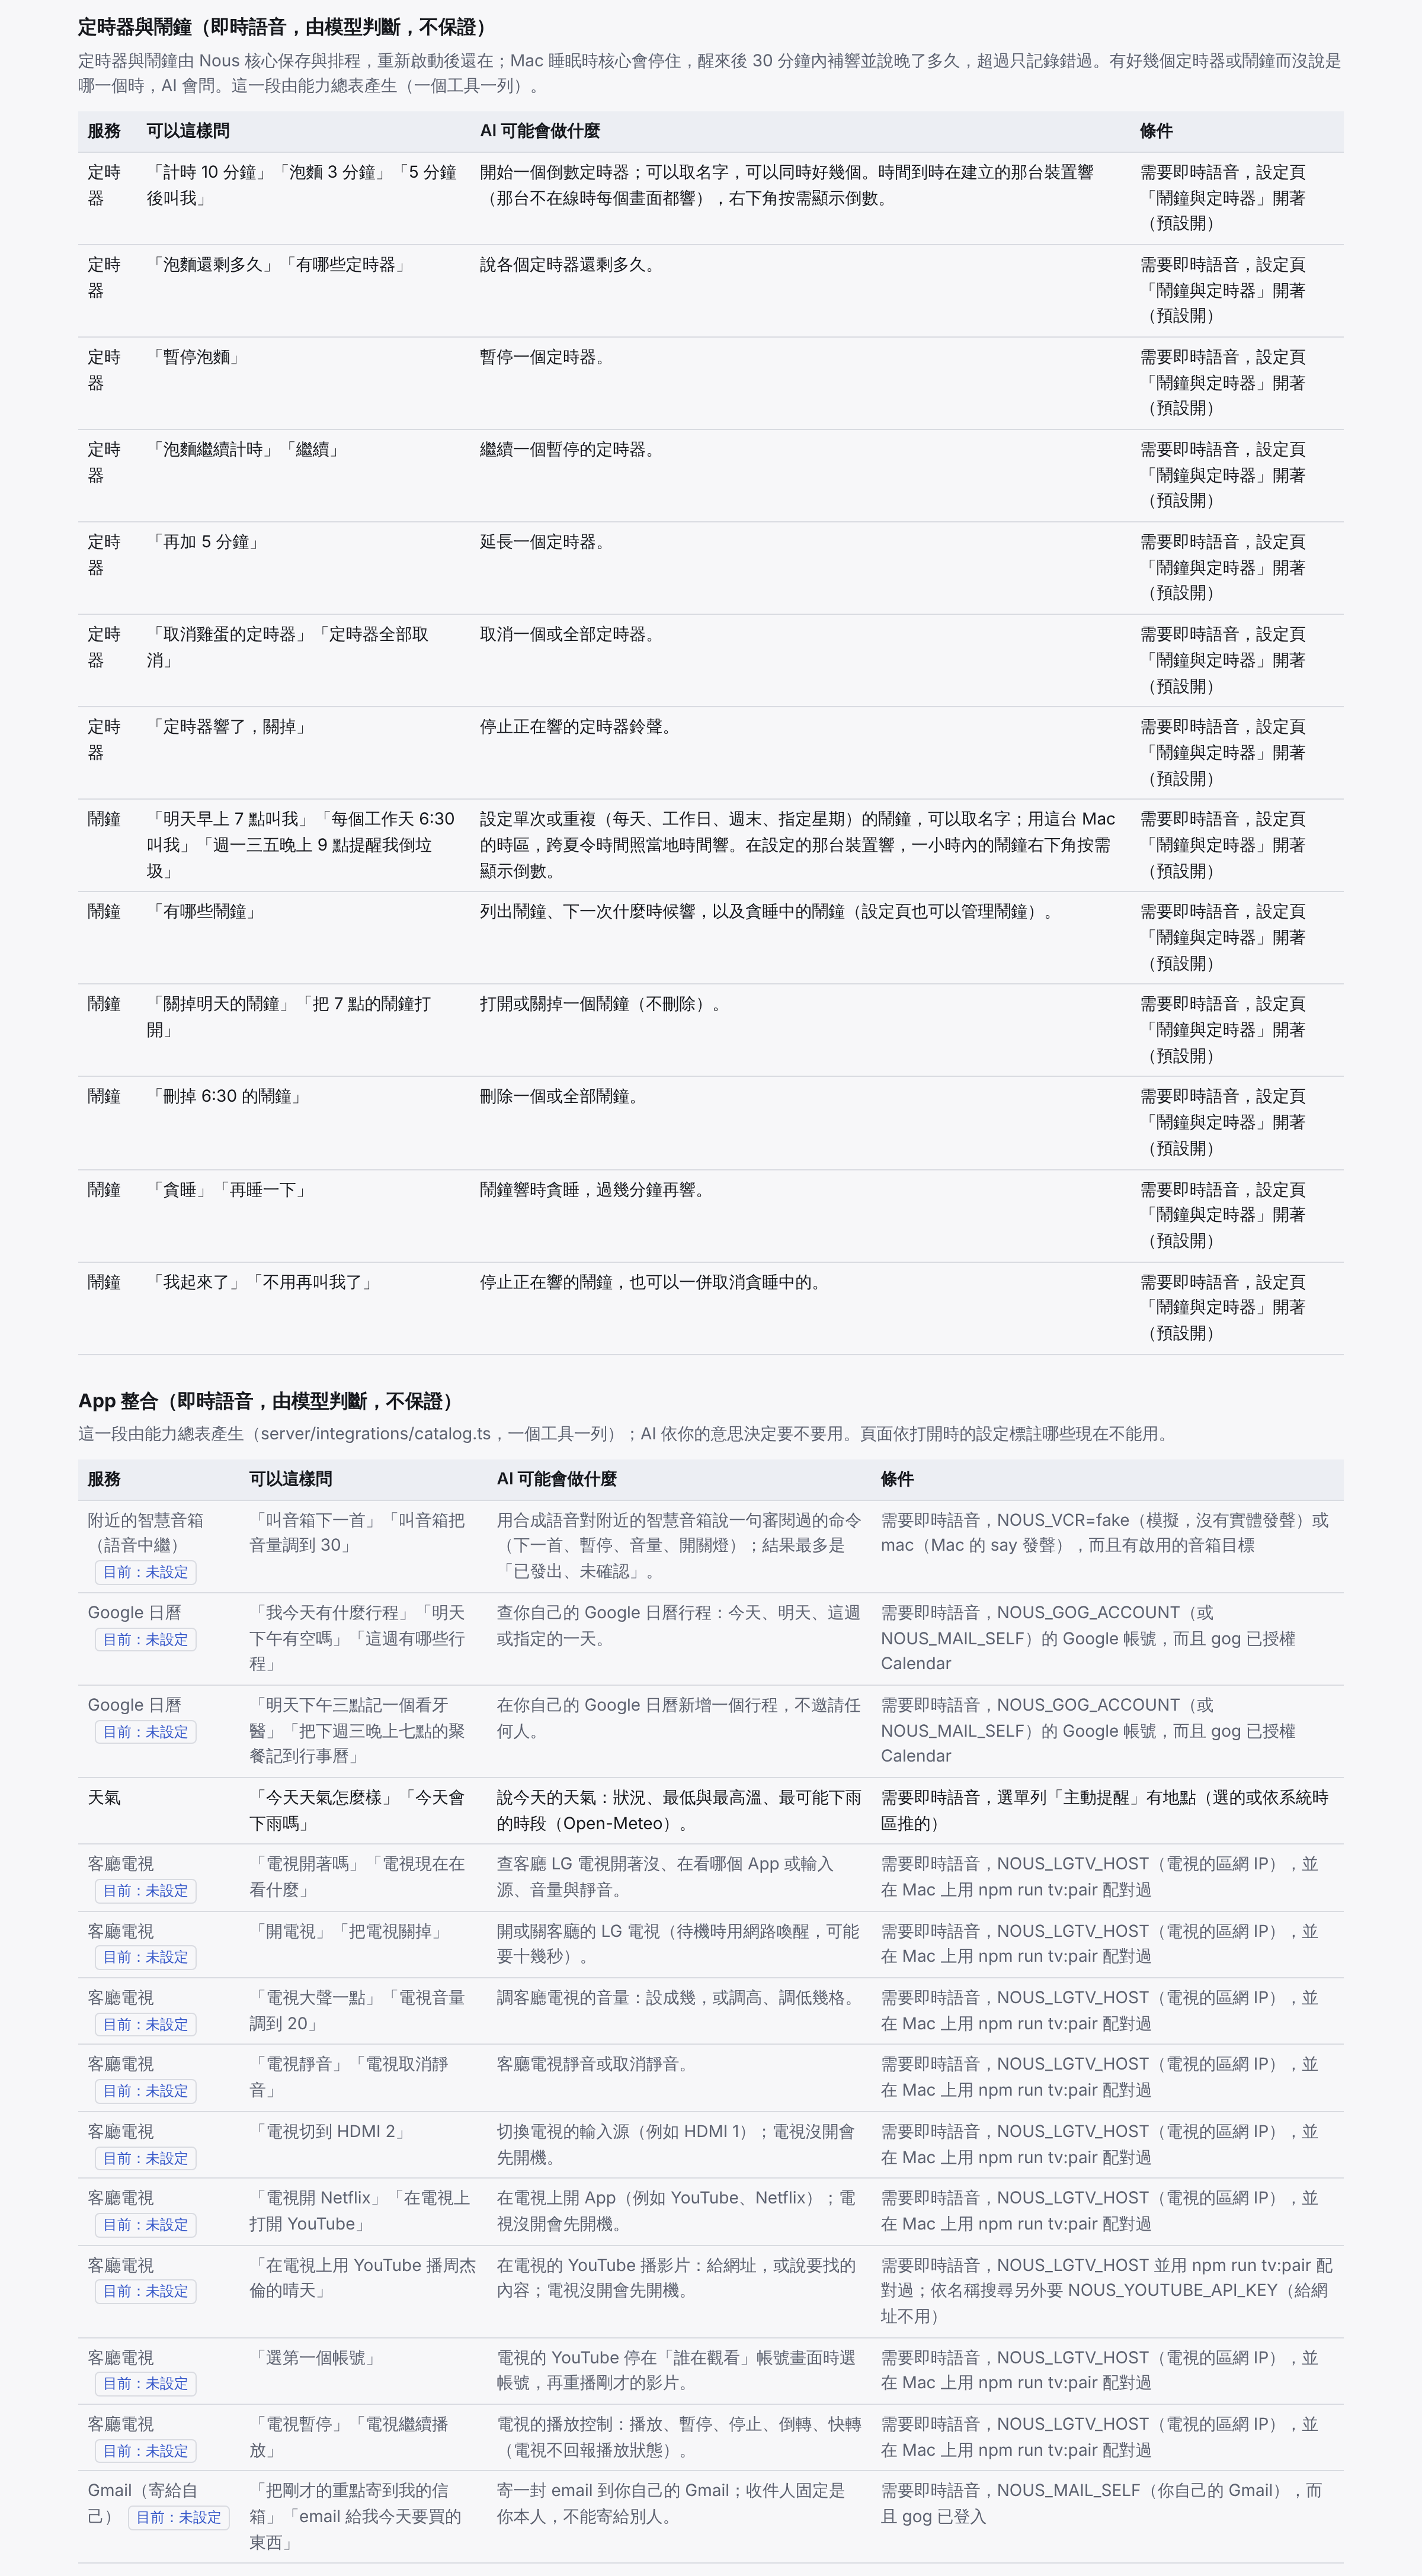 定時器與鬧鐘（即時語音，由模型判斷，不保證）
定時器與鬧鐘由 Nous 核心保存與排程，重新啟動後還在；Mac 睡眠時核心會停住，醒來後 30 分鐘內補響並說晚了多久，超過只記錄錯過。有好幾個定時器或鬧鐘而沒說是
哪一個時，AI 會問。這一段由能力總表產生（一個工具一列）。
服務 可以這樣問 AI 可能會做什麼 條件
定時 「計時 10 分鐘」「泡麵 3 分鐘」「5 分鐘 開始一個倒數定時器；可以取名字，可以同時好幾個。時間到時在建立的那台裝置響 需要即時語音，設定頁
器 後叫我」 （那台不在線時每個畫面都響），右下角按需顯示倒數。 「鬧鐘與定時器」開著
（預設開）
定時 「泡麵還剩多久」「有哪些定時器」 說各個定時器還剩多久。 需要即時語音，設定頁
器 「鬧鐘與定時器」開著
（預設開）
定時 「暫停泡麵」 暫停一個定時器。 需要即時語音，設定頁
器 「鬧鐘與定時器」開著
（預設開）
定時 「泡麵繼續計時」「繼續」 繼續一個暫停的定時器。 需要即時語音，設定頁
器 「鬧鐘與定時器」開著
（預設開）
定時 「再加 5 分鐘」 延長一個定時器。 需要即時語音，設定頁
器 「鬧鐘與定時器」開著
（預設開）
定時 「取消雞蛋的定時器」「定時器全部取 取消一個或全部定時器。 需要即時語音，設定頁
器 消」 「鬧鐘與定時器」開著
（預設開）
定時 「定時器響了，關掉」 停止正在響的定時器鈴聲。 需要即時語音，設定頁
器 「鬧鐘與定時器」開著
（預設開）
鬧鐘 「明天早上 7 點叫我」「每個工作天 6:30 設定單次或重複（每天、工作日、週末、指定星期）的鬧鐘，可以取名字；用這台 Mac 需要即時語音，設定頁
叫我」「週一三五晚上 9 點提醒我倒垃 的時區，跨夏令時間照當地時間響。在設定的那台裝置響，一小時內的鬧鐘右下角按需 「鬧鐘與定時器」開著
圾」 顯示倒數。 （預設開）
鬧鐘 「有哪些鬧鐘」 列出鬧鐘、下一次什麼時候響，以及貪睡中的鬧鐘（設定頁也可以管理鬧鐘）。 需要即時語音，設定頁
「鬧鐘與定時器」開著
（預設開）
鬧鐘 「關掉明天的鬧鐘」「把 7 點的鬧鐘打 打開或關掉一個鬧鐘（不刪除）。 需要即時語音，設定頁
開」 「鬧鐘與定時器」開著
（預設開）
鬧鐘 「刪掉 6:30 的鬧鐘」 刪除一個或全部鬧鐘。 需要即時語音，設定頁
「鬧鐘與定時器」開著
（預設開）
鬧鐘 「貪睡」「再睡一下」 鬧鐘響時貪睡，過幾分鐘再響。 需要即時語音，設定頁
「鬧鐘與定時器」開著
（預設開）
鬧鐘 「我起來了」「不用再叫我了」 停止正在響的鬧鐘，也可以一併取消貪睡中的。 需要即時語音，設定頁
「鬧鐘與定時器」開著
（預設開）
App 整合（即時語音，由模型判斷，不保證）
這一段由能力總表產生（server/integrations/catalog.ts，一個工具一列）；AI 依你的意思決定要不要用。頁面依打開時的設定標註哪些現在不能用。
服務 可以這樣問 AI 可能會做什麼 條件
附近的智慧音箱 「叫音箱下一首」「叫音箱把 用合成語音對附近的智慧音箱說一句審閱過的命令 需要即時語音，NOUS_VCR=fake（模擬，沒有實體發聲）或
（語音中繼） 音量調到 30」 （下一首、暫停、音量、開關燈）；結果最多是 mac（Mac 的 say 發聲），而且有啟用的音箱目標
目前：未設定 「已發出、未確認」。
Google 日曆 「我今天有什麼行程」「明天 查你自己的 Google 日曆行程：今天、明天、這週 需要即時語音，NOUS_GOG_ACCOUNT（或
目前：未設定 下午有空嗎」「這週有哪些行 或指定的一天。 NOUS_MAIL_SELF）的 Google 帳號，而且 gog 已授權
程」 Calendar
Google 日曆 「明天下午三點記一個看牙 在你自己的 Google 日曆新增一個行程，不邀請任 需要即時語音，NOUS_GOG_ACCOUNT（或
目前：未設定 醫」「把下週三晚上七點的聚 何人。 NOUS_MAIL_SELF）的 Google 帳號，而且 gog 已授權
餐記到行事曆」 Calendar
天氣 「今天天氣怎麼樣」「今天會 說今天的天氣：狀況、最低與最高溫、最可能下雨 需要即時語音，選單列「主動提醒」有地點（選的或依系統時
下雨嗎」 的時段（Open-Meteo）。 區推的）
客廳電視 「電視開著嗎」「電視現在在 查客廳 LG 電視開著沒、在看哪個 App 或輸入 需要即時語音，NOUS_LGTV_HOST（電視的區網 IP），並
目前：未設定 看什麼」 源、音量與靜音。 在 Mac 上用 npm run tv:pair 配對過
客廳電視 「開電視」「把電視關掉」 開或關客廳的 LG 電視（待機時用網路喚醒，可能 需要即時語音，NOUS_LGTV_HOST（電視的區網 IP），並
目前：未設定 要十幾秒）。 在 Mac 上用 npm run tv:pair 配對過
客廳電視 「電視大聲一點」「電視音量 調客廳電視的音量：設成幾，或調高、調低幾格。 需要即時語音，NOUS_LGTV_HOST（電視的區網 IP），並
目前：未設定 調到 20」 在 Mac 上用 npm run tv:pair 配對過
客廳電視 「電視靜音」「電視取消靜 客廳電視靜音或取消靜音。 需要即時語音，NOUS_LGTV_HOST（電視的區網 IP），並
目前：未設定 音」 在 Mac 上用 npm run tv:pair 配對過
客廳電視 「電視切到 HDMI 2」 切換電視的輸入源（例如 HDMI 1）；電視沒開會 需要即時語音，NOUS_LGTV_HOST（電視的區網 IP），並
目前：未設定 先開機。 在 Mac 上用 npm run tv:pair 配對過
客廳電視 「電視開 Netflix」「在電視上 在電視上開 App（例如 YouTube、Netflix）；電 需要即時語音，NOUS_LGTV_HOST（電視的區網 IP），並
目前：未設定 打開 YouTube」 視沒開會先開機。 在 Mac 上用 npm run tv:pair 配對過
客廳電視 「在電視上用 YouTube 播周杰 在電視的 YouTube 播影片：給網址，或說要找的 需要即時語音，NOUS_LGTV_HOST 並用 npm run tv:pair 配
目前：未設定 倫的晴天」 內容；電視沒開會先開機。 對過；依名稱搜尋另外要 NOUS_YOUTUBE_API_KEY（給網
址不用）
客廳電視 「選第一個帳號」 電視的 YouTube 停在「誰在觀看」帳號畫面時選 需要即時語音，NOUS_LGTV_HOST（電視的區網 IP），並
目前：未設定 帳號，再重播剛才的影片。 在 Mac 上用 npm run tv:pair 配對過
客廳電視 「電視暫停」「電視繼續播 電視的播放控制：播放、暫停、停止、倒轉、快轉 需要即時語音，NOUS_LGTV_HOST（電視的區網 IP），並
目前：未設定 放」 （電視不回報播放狀態）。 在 Mac 上用 npm run tv:pair 配對過
Gmail（寄給自 「把剛才的重點寄到我的信 寄一封 email 到你自己的 Gmail；收件人固定是 需要即時語音，NOUS_MAIL_SELF（你自己的 Gmail），而
己） 目前：未設定 箱」「email 給我今天要買的 你本人，不能寄給別人。 且 gog 已登入
東西」